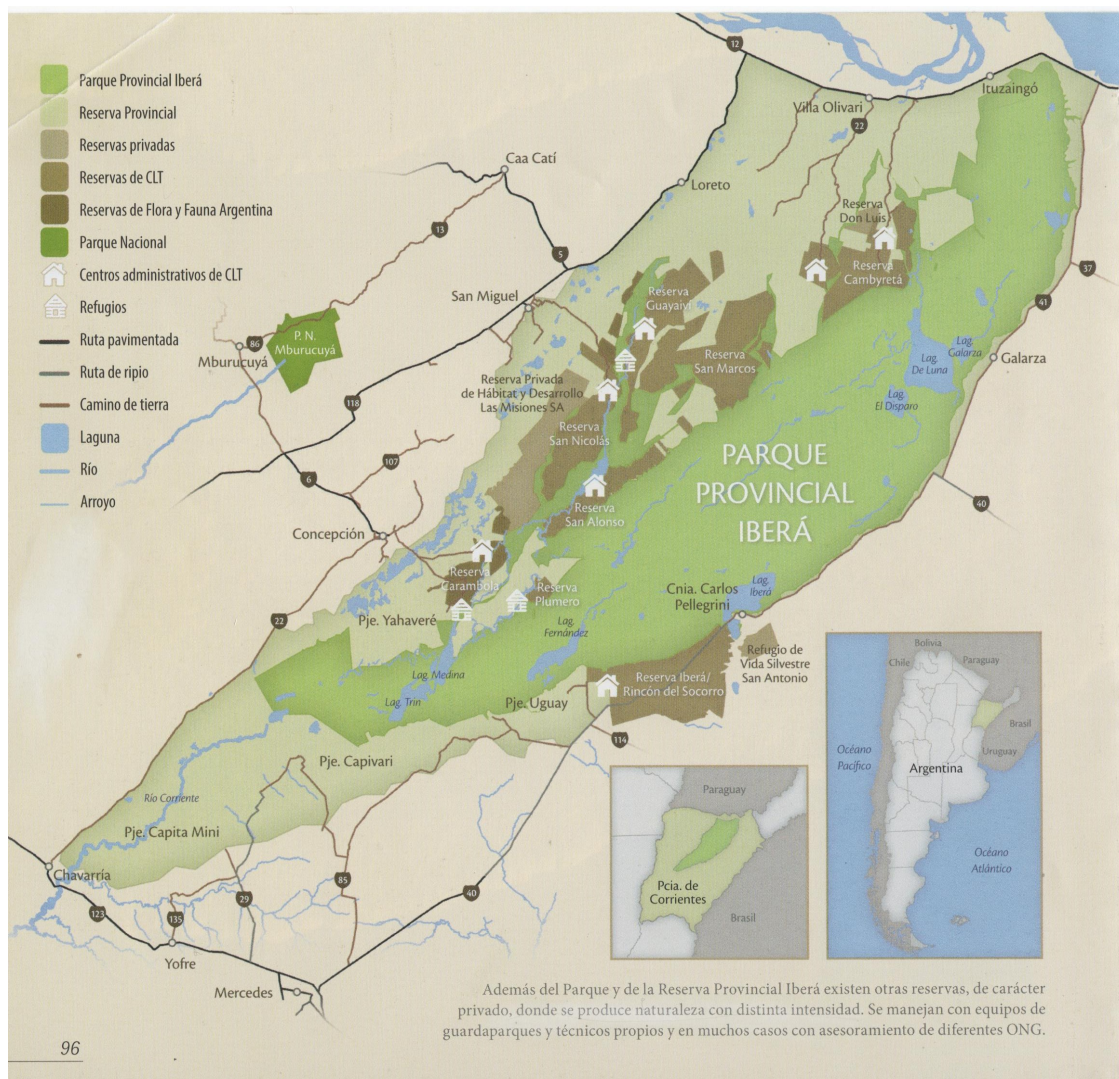 Parque Provincial Iberá
Reserva Provincial
Reservas privadas
Reservas de CLT
Reservas de Flora y Fauna Argentina
Parque Nacional
Centros administrativos de CLT
Refugios
Ruta pavimentada
Ruta de ripio
Camino de tierra
Laguna
Río
Arroyo
12
Ituzaingó
Villa Olivari
22
Caa Catí
Loreto
13
Reserva
Don Luis
5
Reserva
Cambyretá
37
San Miguel
Reserva
Guayaivi
41
P. N.
Mburucuyá
86
Mburucuyá
Lag.
Galarza
Lag.
De Luna
Galarza
Reserva
San Marcos
Reserva Privada
de Hábitat y Desarrollo
Las Misiones SA
118
Lag.
El Disparo
Reserva
San Nicolás
107
6
PARQUE
PROVINCIAL
IBERÁ
40
Reserva
San Alonso
Concepción
Reserva
Carambola
Reserva
Plumero
Lag.
Iberá
Cnia. Carlos
Pellegrini
22
Pje. Yahaveré
Lag.
Fernández
Refugio de
Vida Silvestre
San Antonio
Lag. Medina
Reserva Iberá/
Rincón del Socorro
Lag. Trin
Pje. Uguay
114
Pje. Capivari
Río Corriente
Pje. Capita Mini
Chavarría
123
135
29
85
40
Yofre
Mercedes
Paraguay
Pcia. de
Corrientes
Brasil
Bolivia
Chile
Paraguay
Brasil
Uruguay
Océano
Pacífico
Argentina
Océano
Atlántico
Además del Parque y de la Reserva Provincial Iberá existen otras reservas, de carácter
privado, donde se produce naturaleza con distinta intensidad. Se manejan con equipos de
guardaparques y técnicos propios y en muchos casos con asesoramiento de diferentes ONG.
96